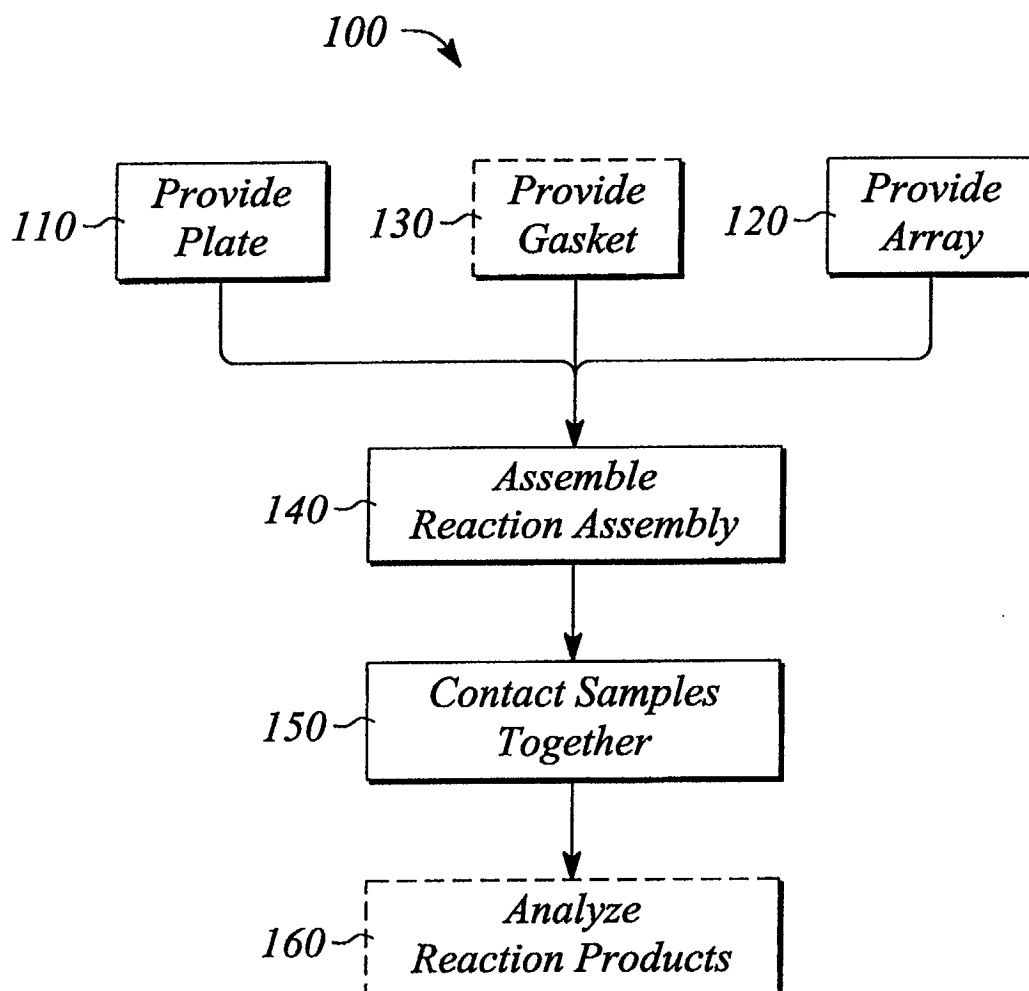 100
110
Provide
Plate
130
Provide
Gasket
120
Provide
Array
140
Assemble
Reaction Assembly
150
Contact Samples
Together
160
Analyze
Reaction Products